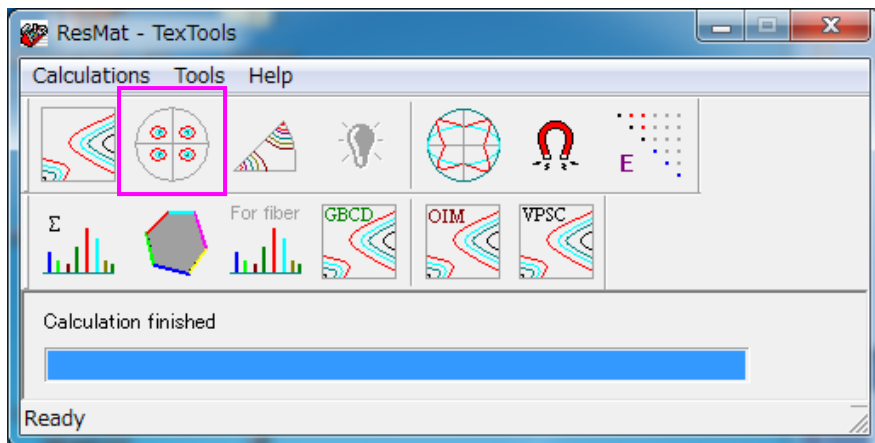 ResMat - TexTools
Calculations Tools Help
E
Σ
For fiber
GBCD
OIM
VPSC
Calculation finished
Ready